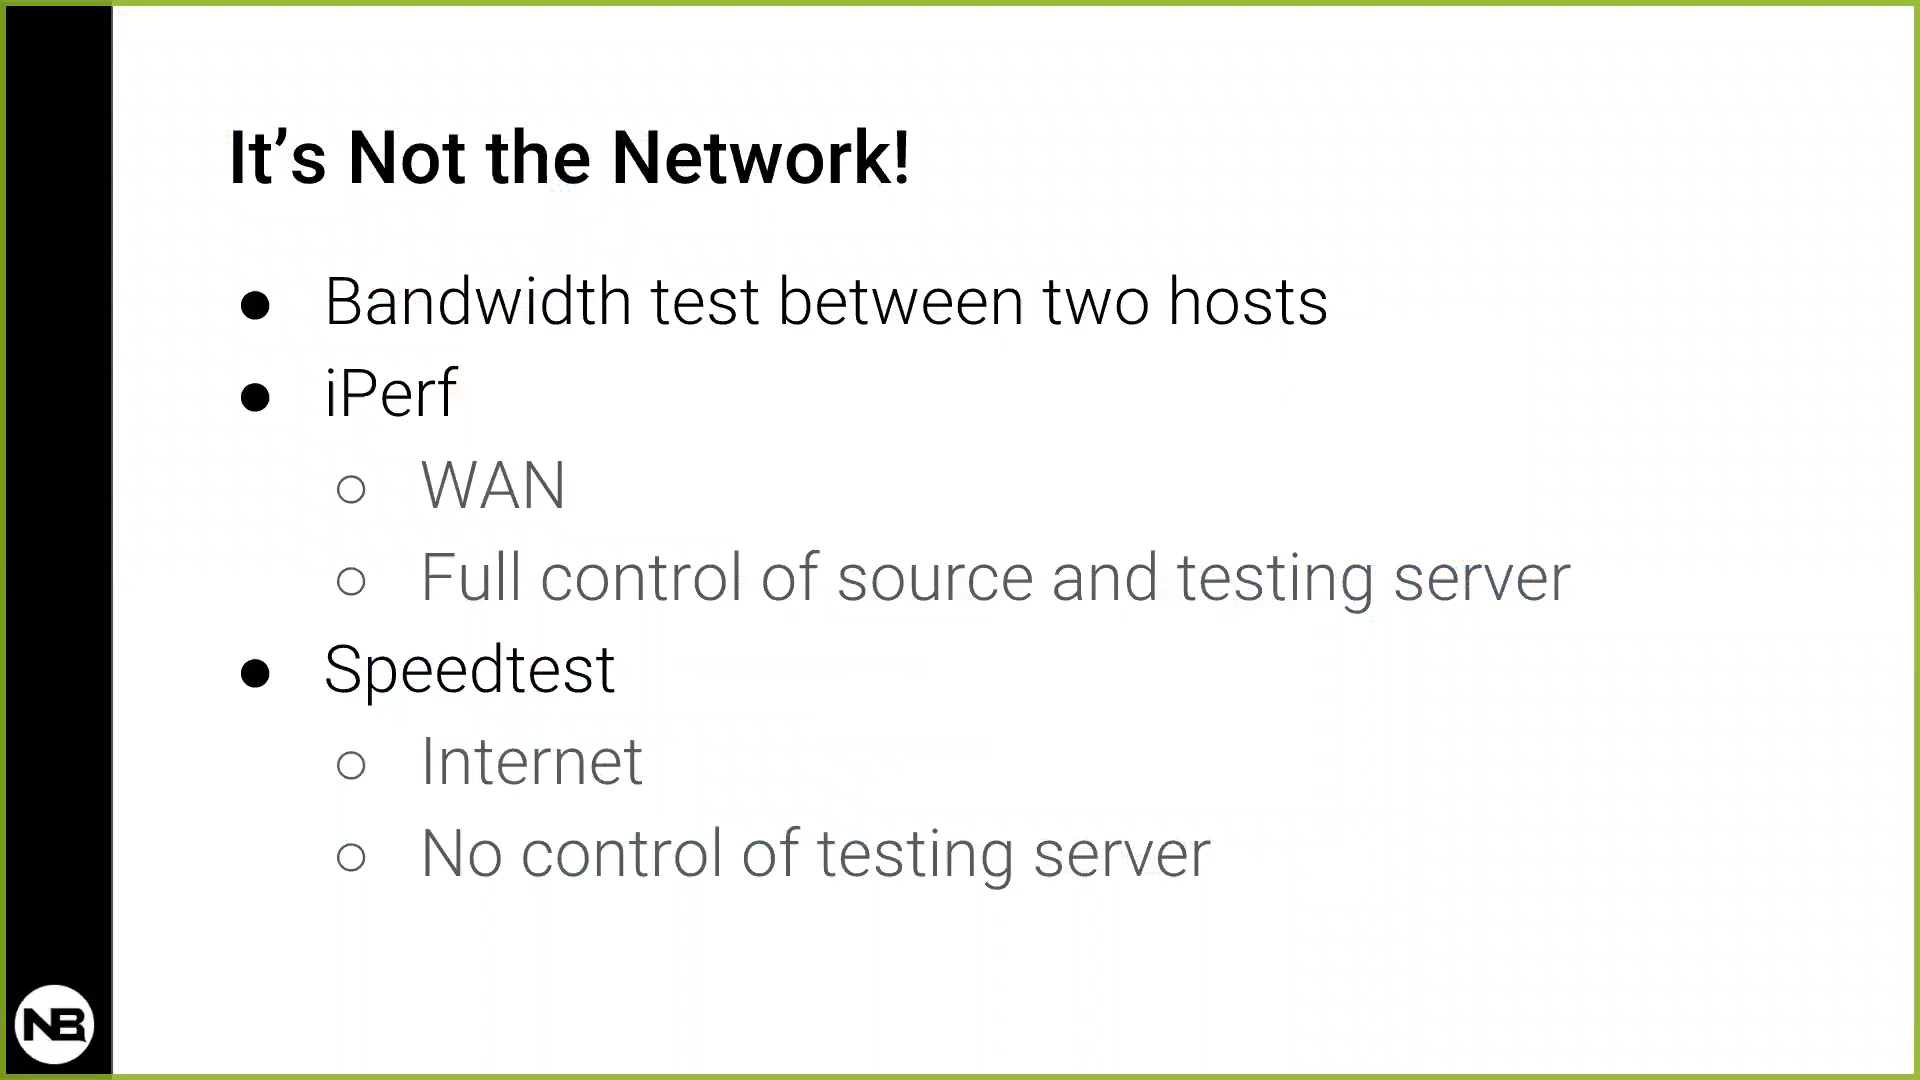 It’s Not the Network!
● Bandwidth test between two hosts
● iPerf
○ WAN
○ Full control of source and testing server
● Speedtest
○ Internet
○ No control of testing server
NB